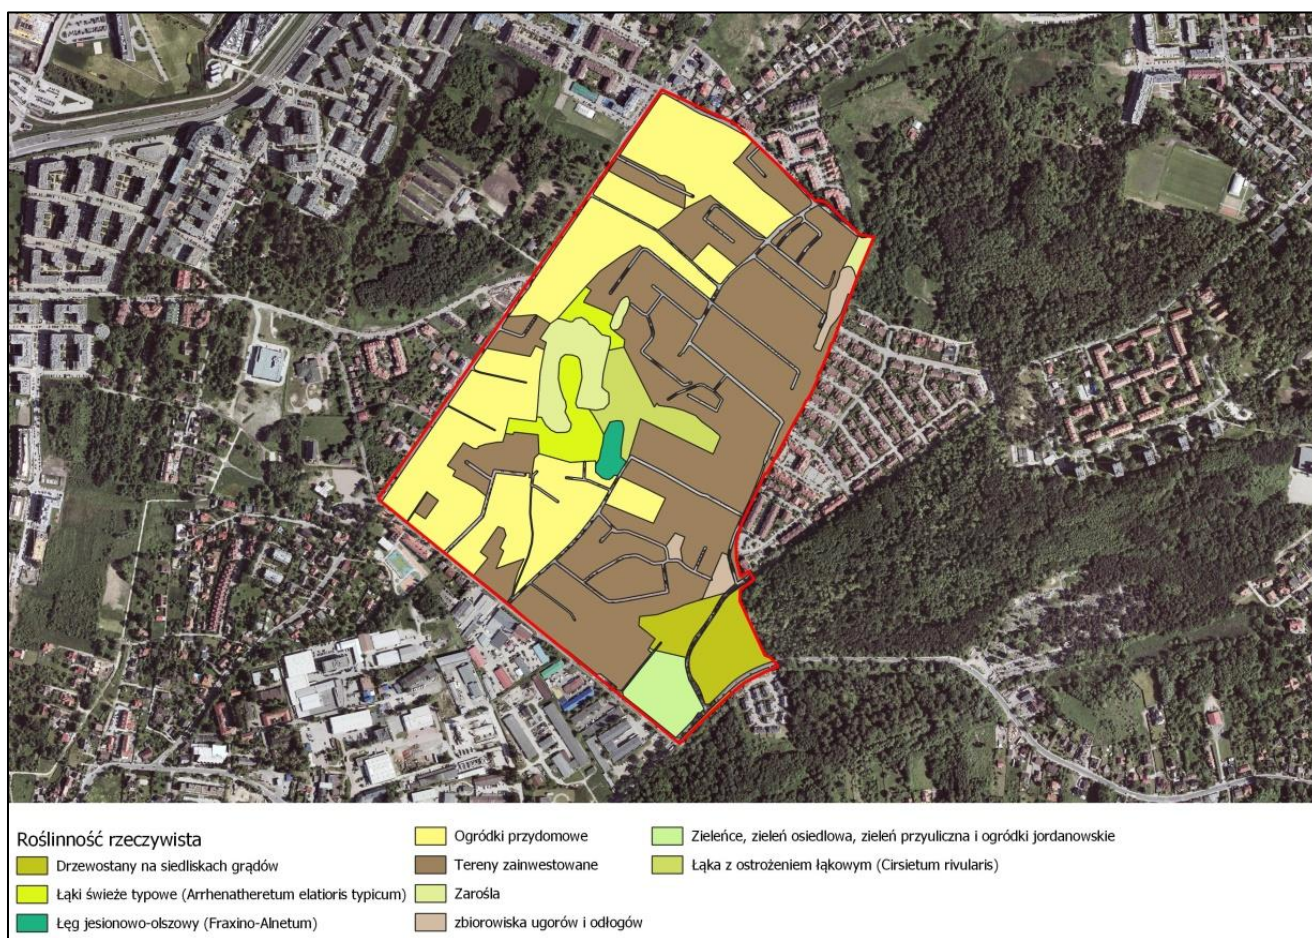 Roślinność rzeczywista
Drzewostany na siedliskach grądów
Łąki świeże typowe (Arrhenatheretum elatioris typicum)
Łęg jesionowo-olszowy (Fraxino-Alnetum)
Ogródki przydomowe
Tereny zainwestowane
Zarośla
zbiorowiska ugorów i odłogów
Zieleńce, zieleń osiedlowa, zieleń przyuliczna i ogródki jordanowskie
Łąka z ostrożeniem łąkowym (Cirsietum rivularis)